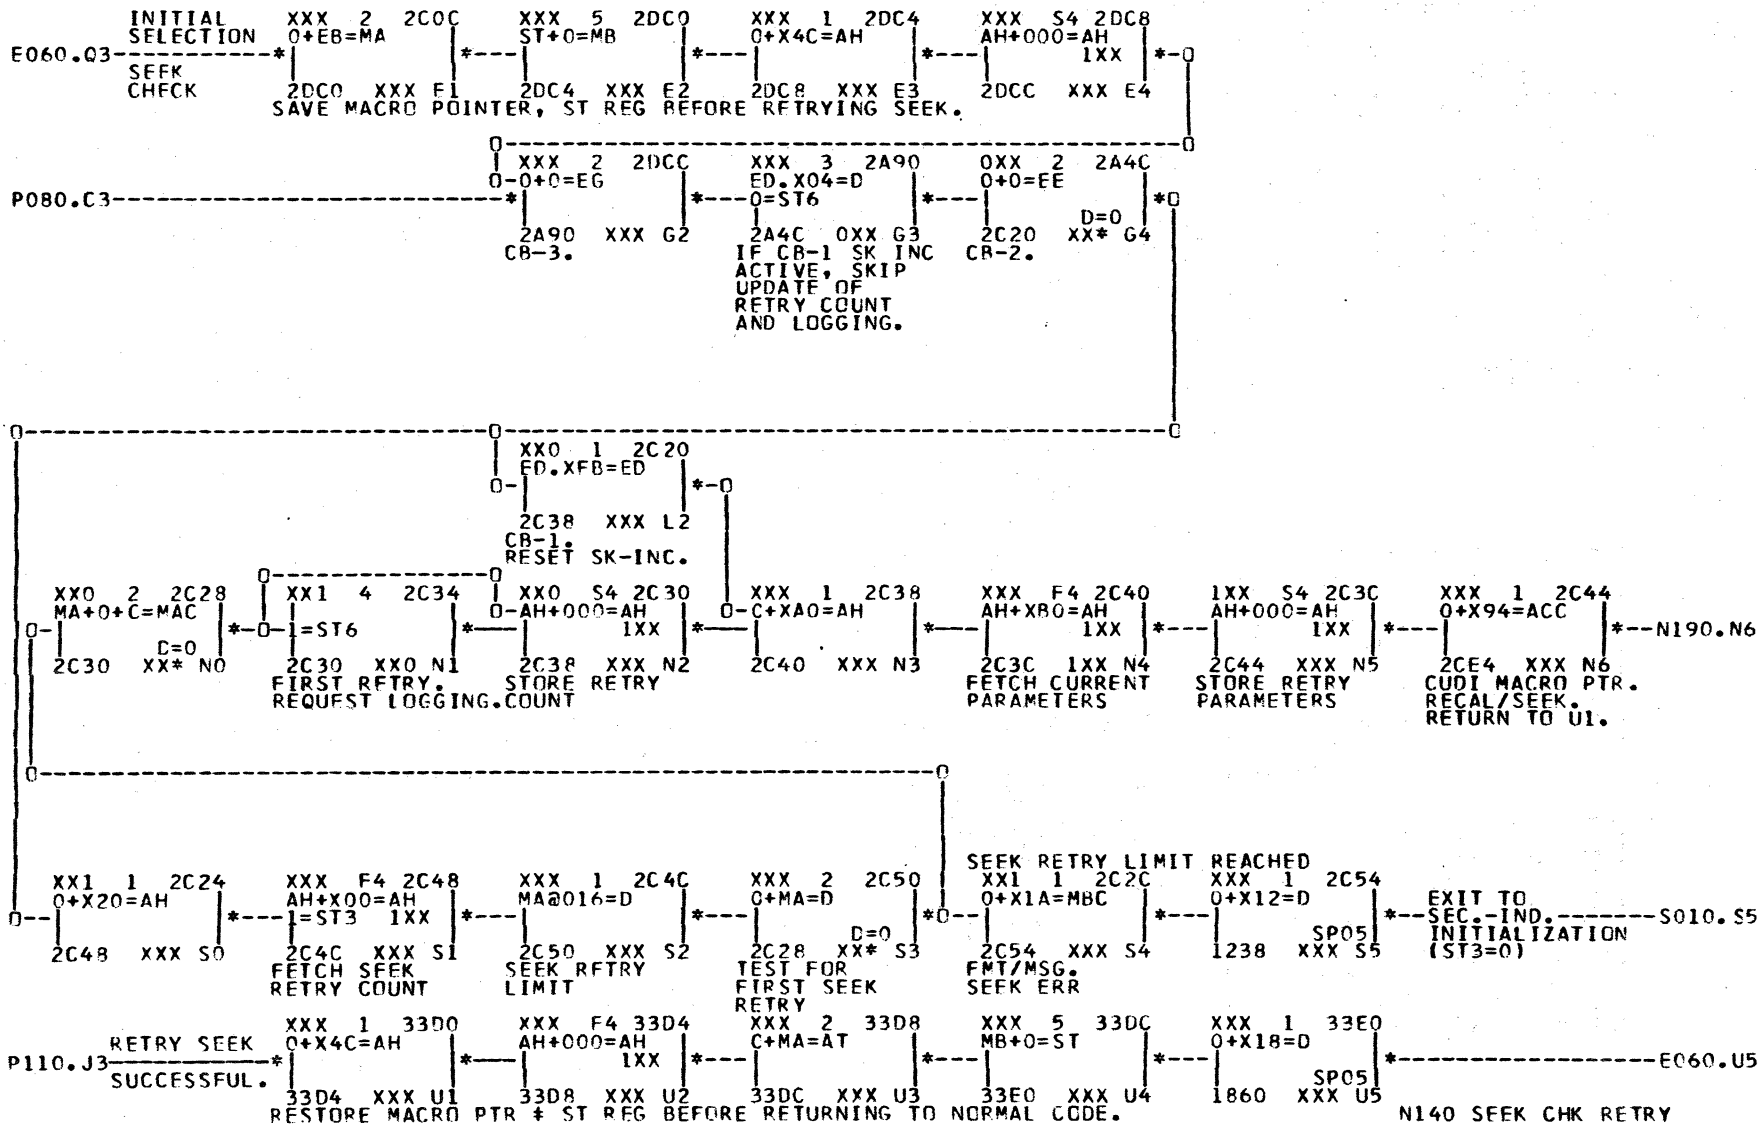 INITIAL XXX 2 2C0C XXX 5 2DC0 XXX 1 2DC4 XXX S4 2DC8
SELECTION 0+EB=MA ST+0=MB 0+X4C=AH AH+000=AH
E060.Q3------------* *--- *--- *--- 1XX *-0
SEEK
CHECK 2DC0 XXX E1 2DC4 XXX E2 2DC8 XXX E3 2DCC XXX E4
SAVE MACRO POINTER, ST REG BEFORE RETRYING SEEK.
XXX 2 2DCC XXX 3 2A90 0XX 2 2A4C
0-0+0=EG ED.X04=D 0+0=EE
P080.C3------------------* *---0=ST6 *--- *0
D=0
2A90 XXX G2 2A4C 0XX G3 2C20 XX* G4
CB-3. IF CB-1 SK INC CB-2.
ACTIVE, SKIP
UPDATE OF
RETRY COUNT
AND LOGGING.
XX0 1 2C20
ED.XFB=ED
0- *-0
2C38 XXX L2
CB-1.
RESET SK-INC.
XX0 2 2C28 XX1 4 2C34 XX0 S4 2C30 XXX 1 2C38 XXX F4 2C40 1XX S4 2C3C XXX 1 2C44
MA+0+C=MAC 0-AH+000=AH 0-C+XA0=AH AH+XB0=AH AH+000=AH 0+X94=ACC
0- *-0-1=ST6 *--- 1XX *--- *--- 1XX *--- 1XX *--- *--N190.N6
D=0
2C30 XX* N0 2C30 XX0 N1 2C38 XXX N2 2C40 XXX N3 2C3C 1XX N4 2C44 XXX N5 2CE4 XXX N6
FIRST RETRY. STORE RETRY FETCH CURRENT STORE RETRY CUDI MACRO PTR.
REQUEST LOGGING. COUNT PARAMETERS PARAMETERS RECAL/SEEK.
RETURN TO U1.
SEEK RETRY LIMIT REACHED
XX1 1 2C24 XXX F4 2C48 XXX 1 2C4C XXX 2 2C50 XX1 1 2C2C XXX 1 2C54
0+X20=AH AH+X00=AH MA@016=D 0+MA=D 0+X1A=MBC 0+X12=D EXIT TO
0-- *---1=ST3 1XX *--- *--- *0- *--- *--SEC.-IND.------S010.S5
D=0 SP05 INITIALIZATION
2C48 XXX S0 2C4C XXX S1 2C50 XXX S2 2C28 XX* S3 2C54 XXX S4 1238 XXX S5 (ST3=0)
FETCH SEEK SEEK RETRY TEST FOR FMT/MSG.
RETRY COUNT LIMIT FIRST SEEK SEEK ERR
RETRY
XXX 1 33D0 XXX F4 33D4 XXX 2 33D8 XXX 5 33DC XXX 1 33E0
RETRY SEEK 0+X4C=AH AH+000=AH C+MA=AT MB+0=ST 0+X18=D
P110.J3------------* *--- 1XX *--- *--- *--- *------------------E060.U5
SUCCESSFUL. SP05
33D4 XXX U1 33D8 XXX U2 33DC XXX U3 33E0 XXX U4 1860 XXX U5
RESTORE MACRO PTR ‡ ST REG BEFORE RETURNING TO NORMAL CODE. N140 SEEK CHK RETRY